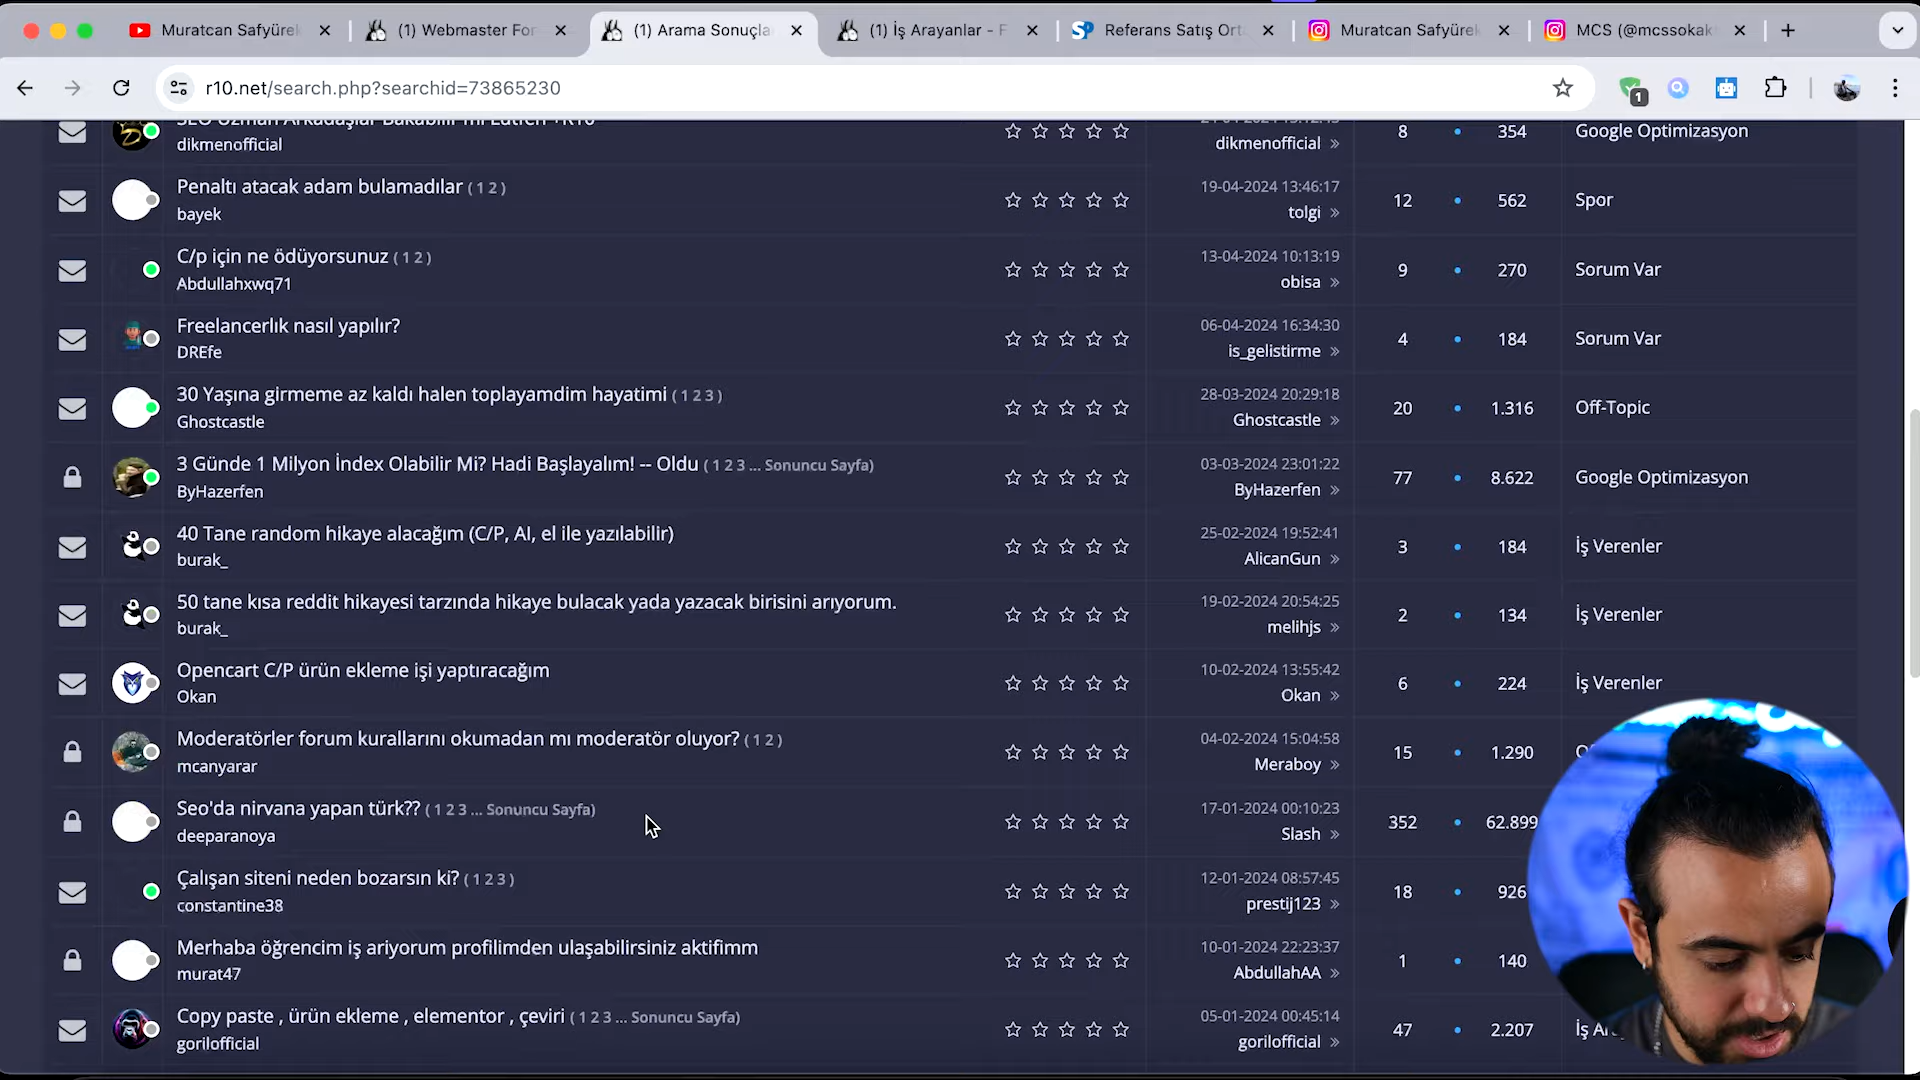 Muratcan Safyürek
(1) Webmaster For
(1) Arama Sonuçla
(1) İş Arayanlar - F
Referans Satış Ort
Muratcan Safyürek
MCS (@mcssokak
r10.net/search.php?searchid=73865230
1
dikmenofficial
dikmenofficial »
8
354
Google Optimizasyon
Penaltı atacak adam bulamadılar ( 1 2 )
bayek
19-04-2024 13:46:17
tolgi »
12
562
Spor
C/p için ne ödüyorsunuz ( 1 2 )
Abdullahxwq71
13-04-2024 10:13:19
obisa »
9
270
Sorum Var
Freelancerlık nasıl yapılır?
DREfe
06-04-2024 16:34:30
is_gelistirme »
4
184
Sorum Var
30 Yaşına girmeme az kaldı halen toplayamdim hayatimi ( 1 2 3 )
Ghostcastle
28-03-2024 20:29:18
Ghostcastle »
20
1.316
Off-Topic
3 Günde 1 Milyon İndex Olabilir Mi? Hadi Başlayalım! -- Oldu ( 1 2 3 ... Sonuncu Sayfa)
ByHazerfen
03-03-2024 23:01:22
ByHazerfen »
77
8.622
Google Optimizasyon
40 Tane random hikaye alacağım (C/P, AI, el ile yazılabilir)
burak_
25-02-2024 19:52:41
AlicanGun »
3
184
İş Verenler
50 tane kısa reddit hikayesi tarzında hikaye bulacak yada yazacak birisini arıyorum.
burak_
19-02-2024 20:54:25
melihjs »
2
134
İş Verenler
Opencart C/P ürün ekleme işi yaptıracağım
Okan
10-02-2024 13:55:42
Okan »
6
224
İş Verenler
Moderatörler forum kurallarını okumadan mı moderatör oluyor? ( 1 2 )
mcanyarar
04-02-2024 15:04:58
Meraboy »
15
1.290
Seo'da nirvana yapan türk?? ( 1 2 3 ... Sonuncu Sayfa)
deeparanoya
17-01-2024 00:10:23
Slash »
352
62.899
Çalışan siteni neden bozarsın ki? ( 1 2 3 )
constantine38
12-01-2024 08:57:45
prestij123 »
18
926
Merhaba öğrencim iş ariyorum profilimden ulaşabilirsiniz aktifimm
murat47
10-01-2024 22:23:37
AbdullahAA »
1
140
Copy paste , ürün ekleme , elementor , çeviri ( 1 2 3 ... Sonuncu Sayfa)
gorilofficial
05-01-2024 00:45:14
gorilofficial »
47
2.207
İş